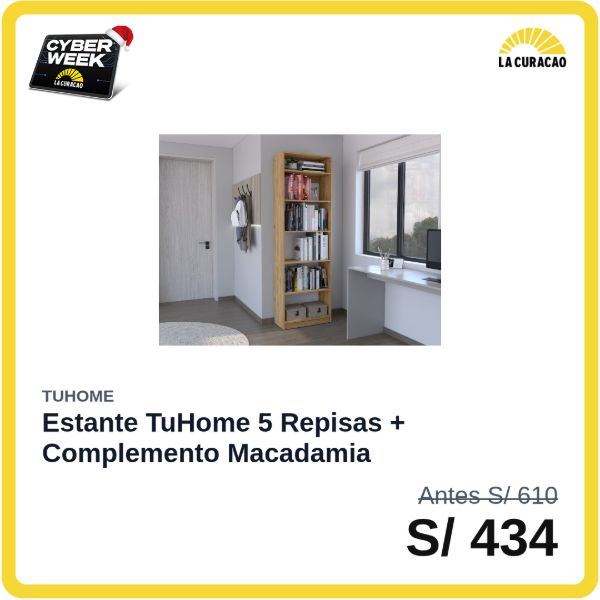 CYBER
WEEK
LA CURACAO
LA CURACAO
TUHOME
Estante TuHome 5 Repisas +
Complemento Macadamia
Antes S/ 610
S/ 434